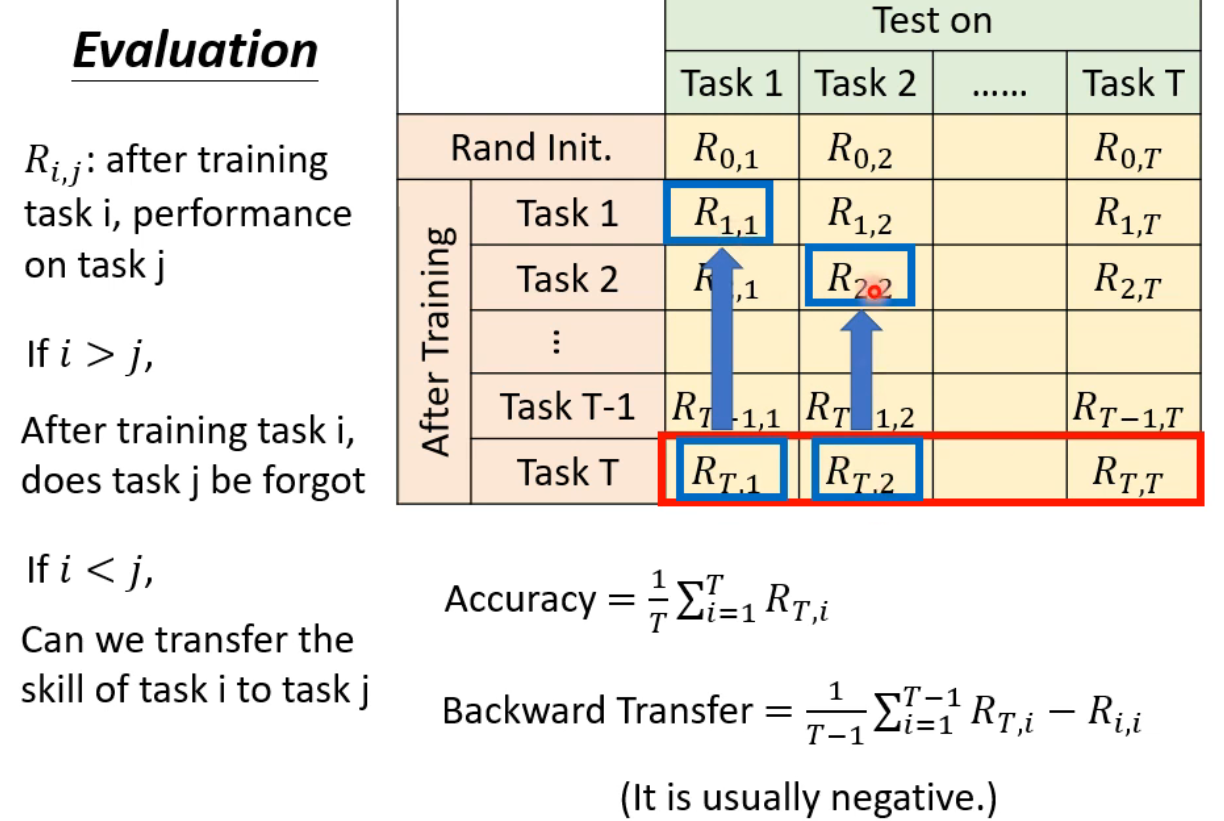 Evaluation
R_{i,j}: after training
task i, performance
on task j
If i > j,
After training task i,
does task j be forgot
If i < j,
Can we transfer the
skill of task i to task j
Test on
Task 1 Task 2 …… Task T
Rand Init. R_{0,1} R_{0,2} R_{0,T}
After Training
Task 1 R_{1,1} R_{1,2} R_{1,T}
Task 2 R_{2,1} R_{2,2} R_{2,T}
⋮
Task T-1 R_{T−1,1} R_{T−1,2} R_{T−1,T}
Task T R_{T,1} R_{T,2} R_{T,T}
Accuracy = \frac{1}{T} \sum_{i=1}^{T} R_{T,i}
Backward Transfer = \frac{1}{T−1} \sum_{i=1}^{T−1} R_{T,i} − R_{i,i}
(It is usually negative.)